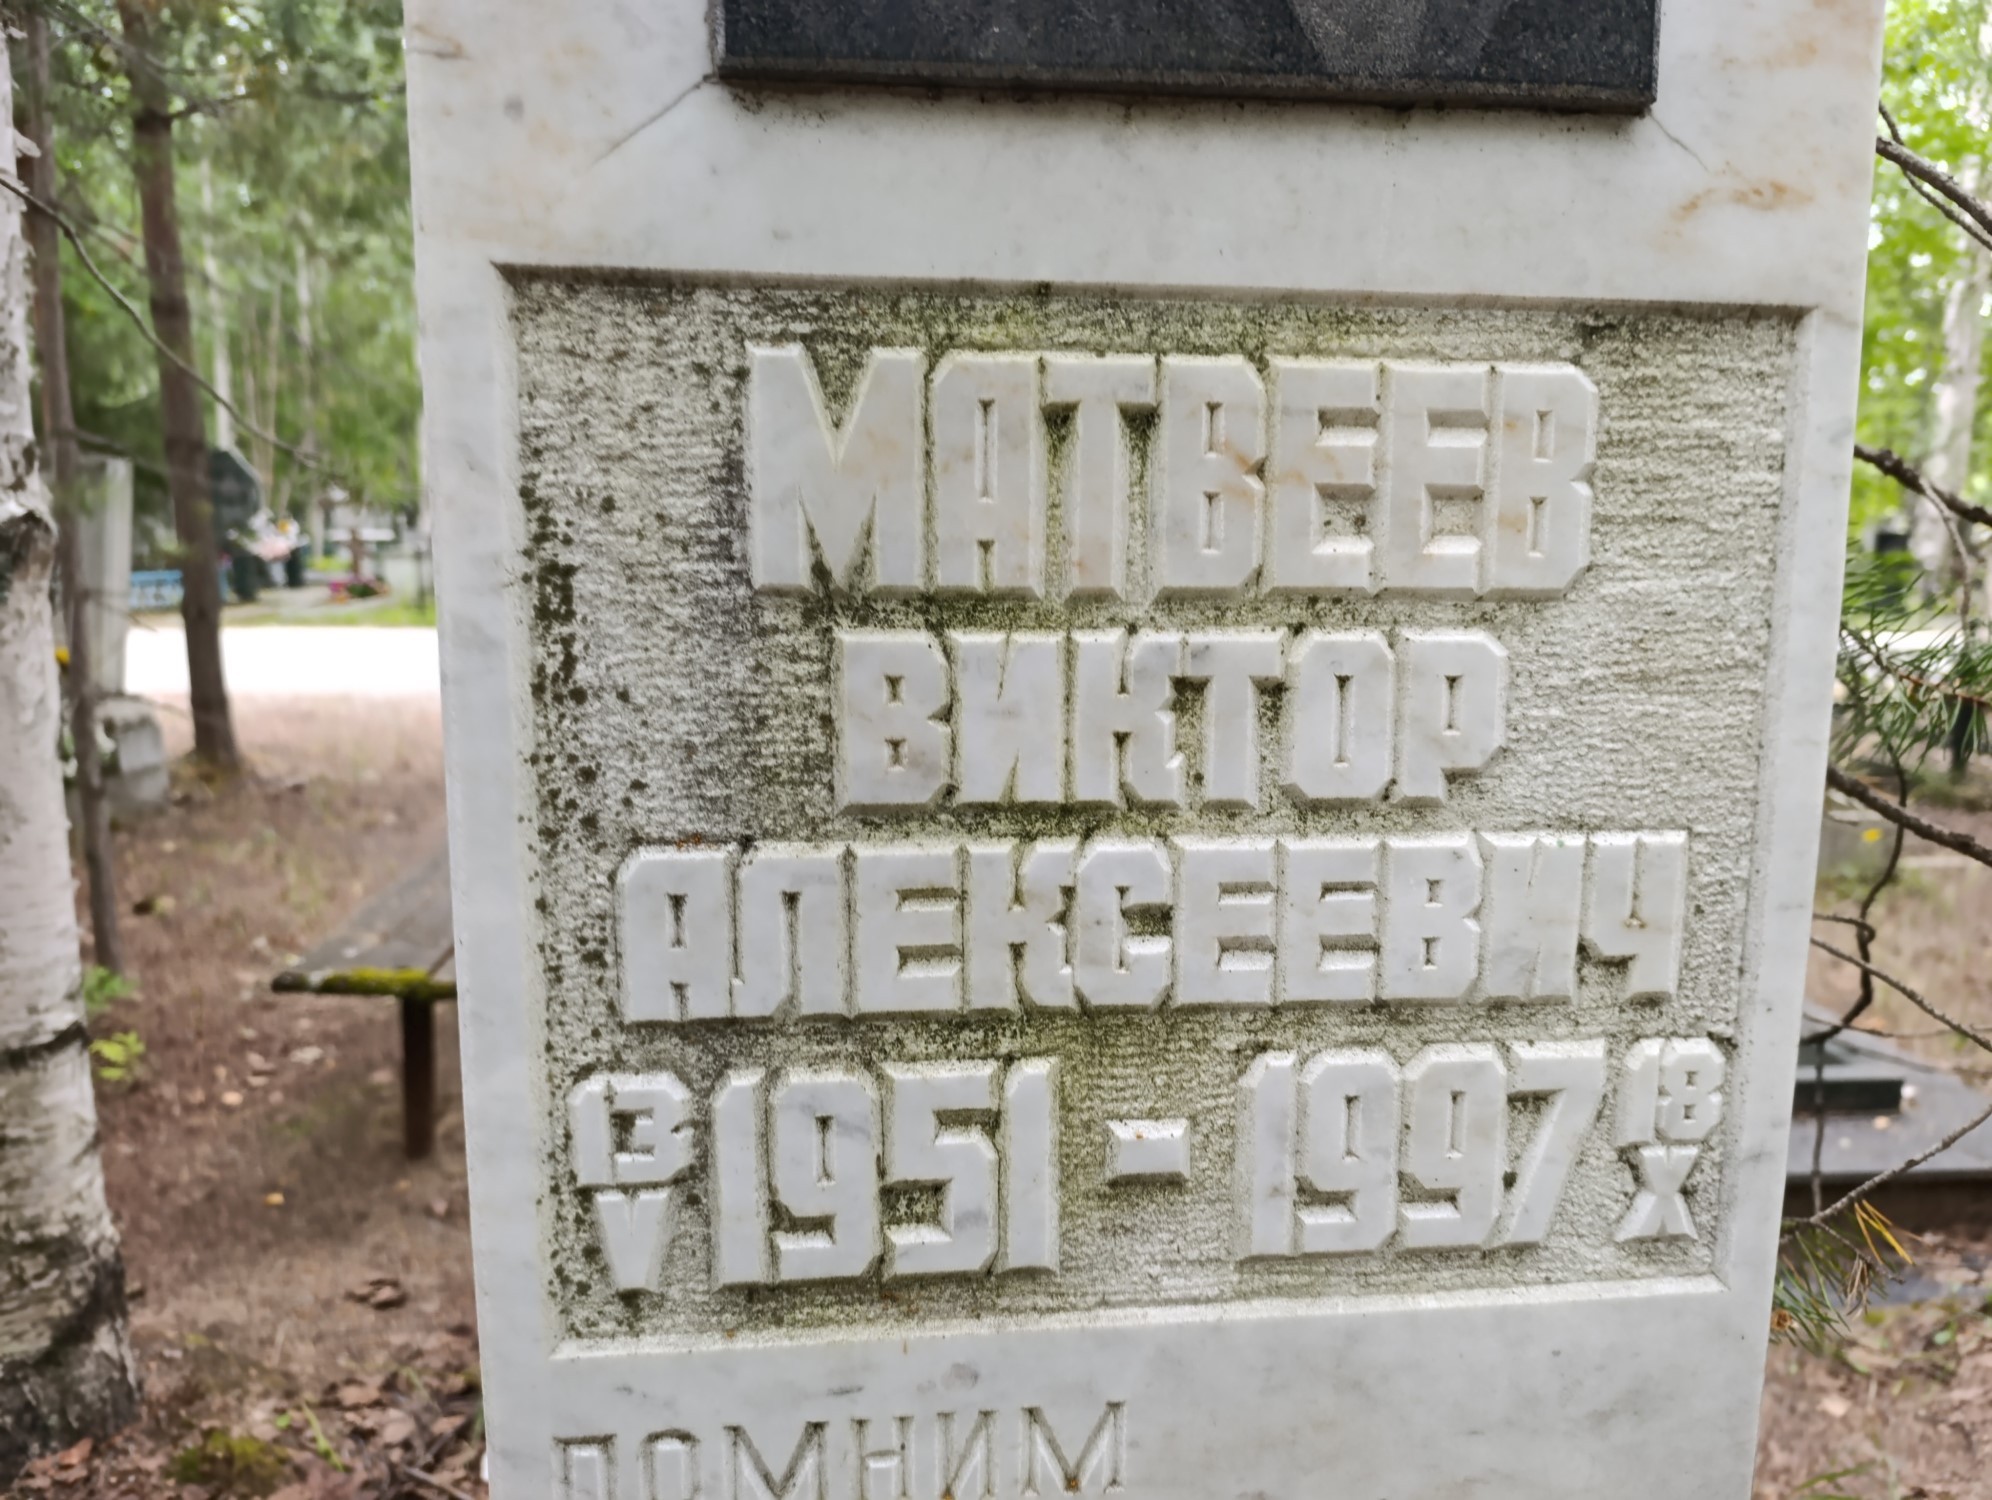 МАТВЕЕВ
ВИКТОР
АЛЕКСЕЕВИЧ
13 V 1951 - 1997 18 X
ПОМНИМ